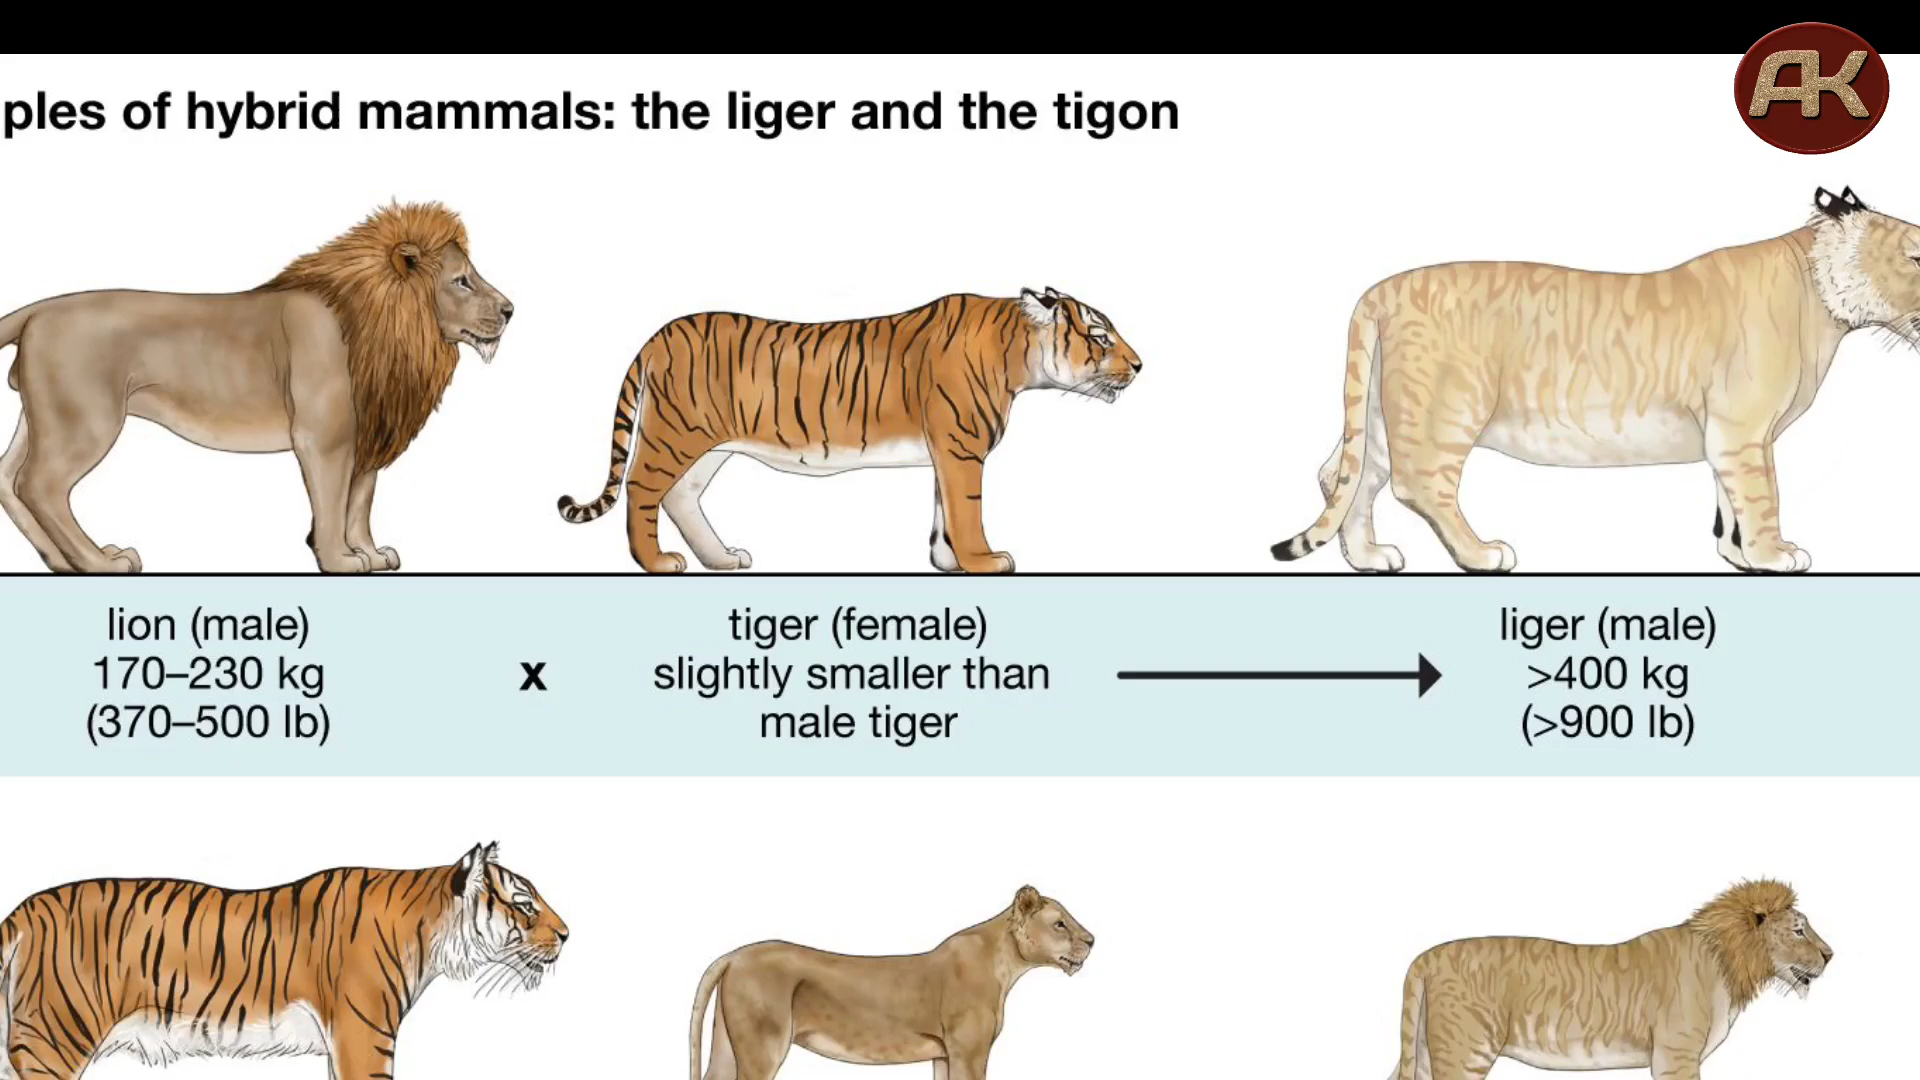 ples of hybrid mammals: the liger and the tigon
AK
lion (male)
170–230 kg
(370–500 lb)
x
tiger (female)
slightly smaller than
male tiger
liger (male)
>400 kg
(>900 lb)